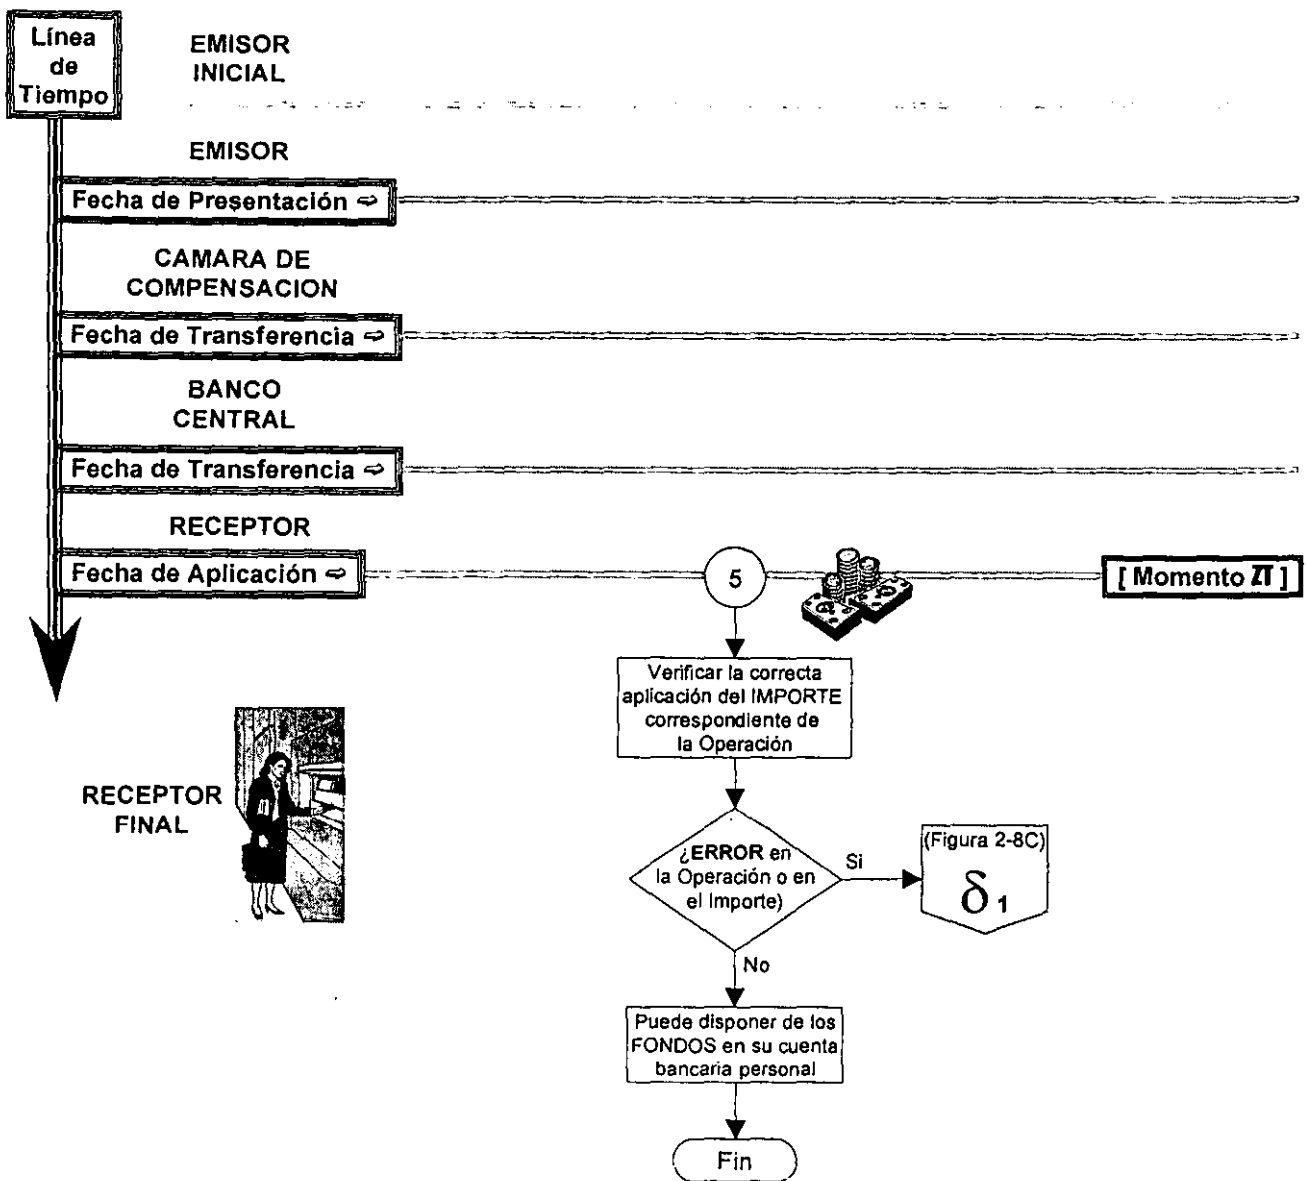 Línea
de
Tiempo
EMISOR
INICIAL
EMISOR
Fecha de Presentación ➪
CAMARA DE
COMPENSACION
Fecha de Transferencia ➪
BANCO
CENTRAL
Fecha de Transferencia ➪
RECEPTOR
Fecha de Aplicación ➪
5
[ Momento π ]
Verificar la correcta
aplicación del IMPORTE
correspondiente de
la Operación
RECEPTOR
FINAL
¿ERROR en
la Operación o en
el Importe)
Si
(Figura 2-8C)
δ 1
No
Puede disponer de los
FONDOS en su cuenta
bancaria personal
Fin